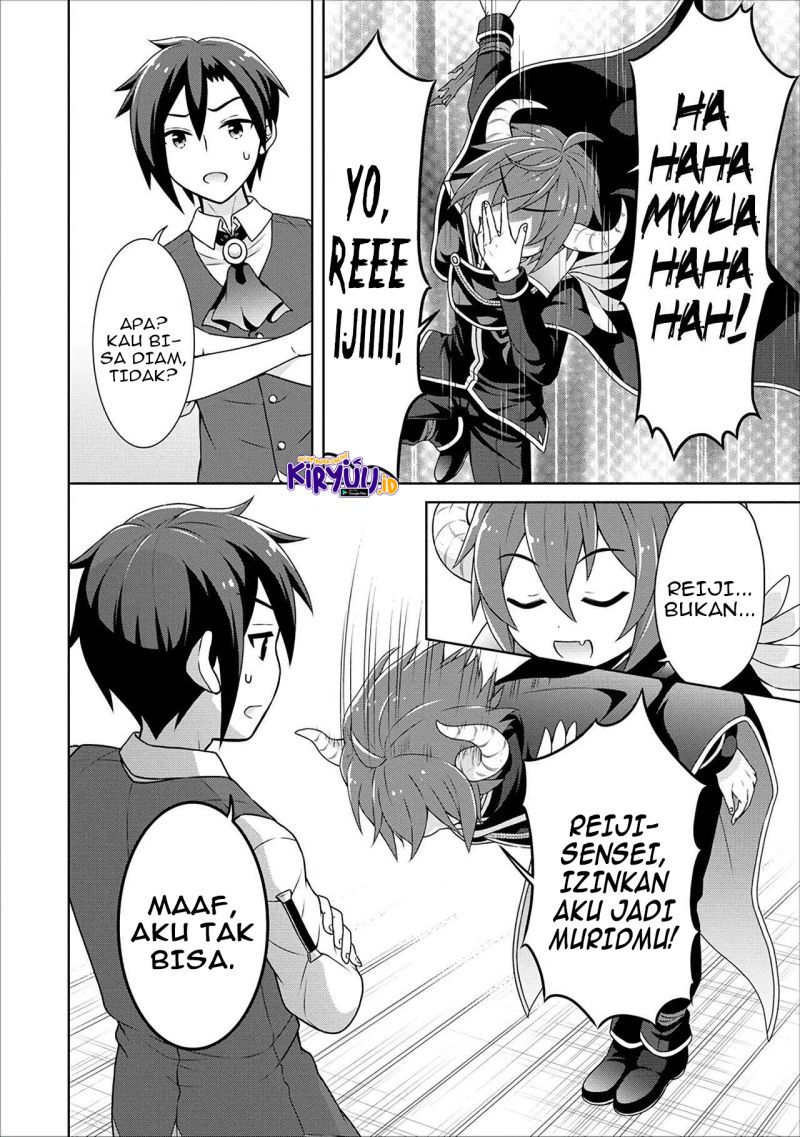 HA
HAHA
MWUA
HAHA
HAH!
YO,
REEE
IJIIIII!
APA?
KAU BI-
SA DIAM,
TIDAK?
KIRYUU.ID
REIJI...
BUKAN...
REIJI-
SENSEI,
IZINKAN
AKU JADI
MURIDMU!
MAAF,
AKU TAK
BISA.